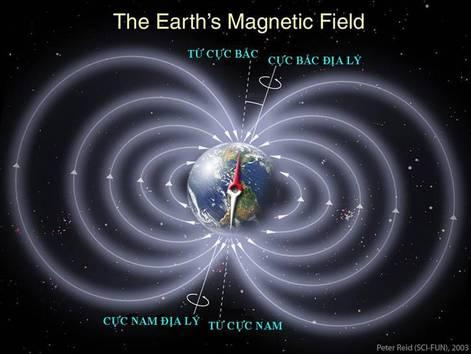 The Earth's Magnetic Field
TỪ CỰC BẮC
CỰC BẮC ĐỊA LÝ
CỰC NAM ĐỊA LÝ
TỪ CỰC NAM
Peter Reid (SCI-FUN), 2003